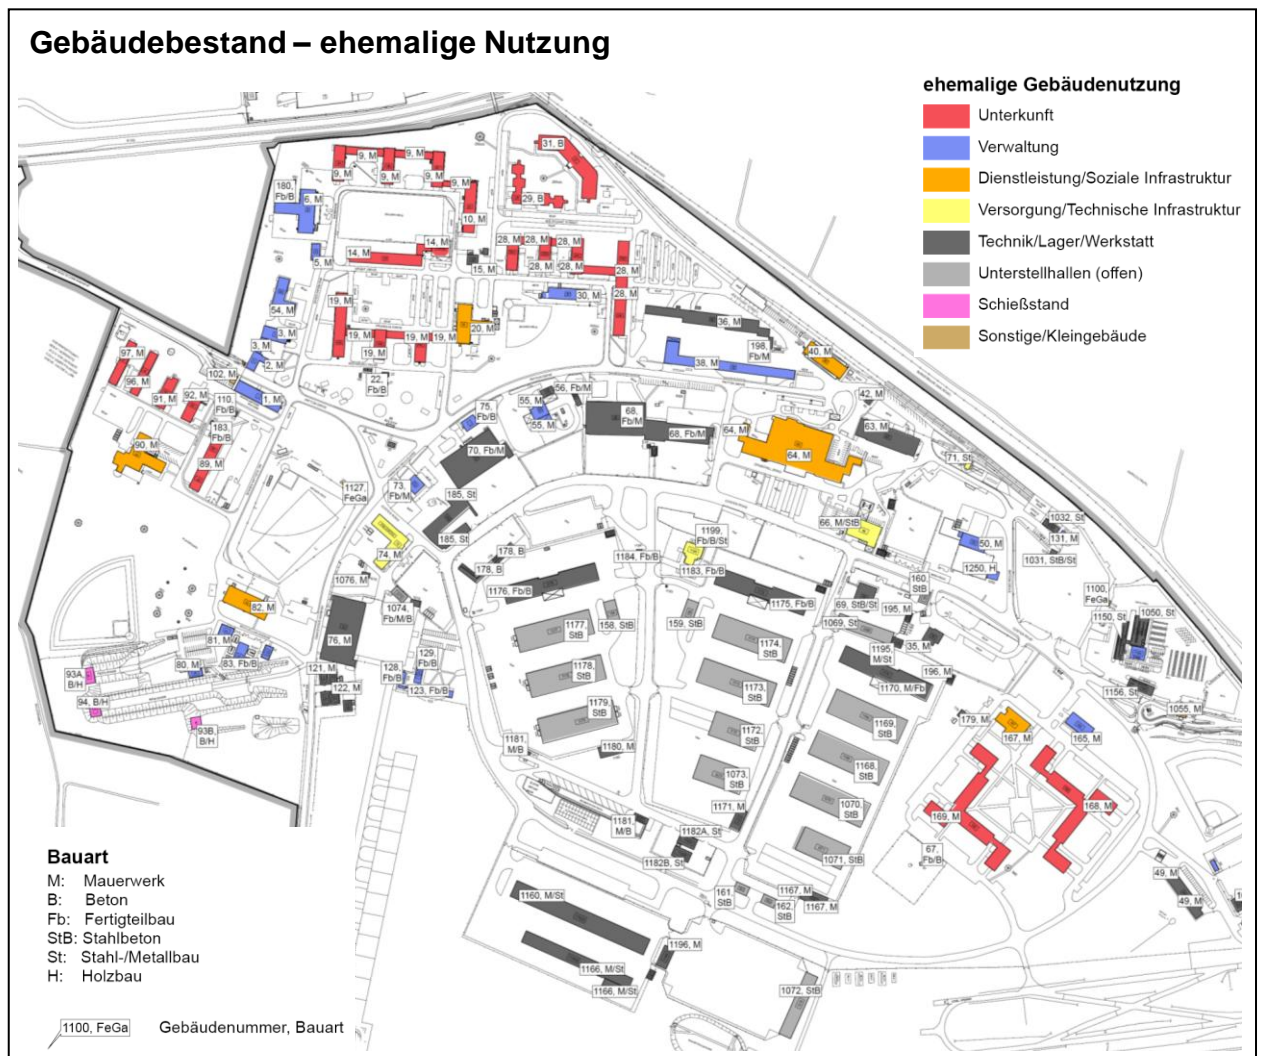 Gebäudebestand – ehemalige Nutzung
ehemalige Gebäudenutzung
Unterkunft
Verwaltung
Dienstleistung/Soziale Infrastruktur
Versorgung/Technische Infrastruktur
Technik/Lager/Werkstatt
Unterstellhallen (offen)
Schießstand
Sonstige/Kleingebäude
31, B
9, M
9, M
9, M
9, M
9, M
9, M
9, M
180,
Fb/B
6, M
29, B
10, M
14, M
14, M
5, M
15, M
28, M
28, M
28, M
28, M
28, M
28, M
28, M
54, M
19, M
30, M
20, M
36, M
3, M
3, M
2, M
19, M
19, M
19, M
19, M
198,
Fb/M
40, M
38, M
97, M
96, M
91, M
92, M
102, M
110,
Fb/B
1, M
22,
Fb/B
183,
Fb/B
90, M
89, M
75,
Fb/B
55, M
55, M
56, Fb/M
68,
Fb/M
68, Fb/M
64, M
64, M
42, M
63, M
71, St
70, Fb/M
73,
Fb/M
1127,
FeGa
185, St
185, St
74, M
66, M/StB
1199,
Fb/B/St
50, M
1250, H
1032, St
131, M
1031, StB/St
178, B
178, B
1184, Fb/B
1183, Fb/B
1176, Fb/B
1175, Fb/B
1076, M
1074,
Fb/M/B
82, M
76, M
81, M
83, Fb/B
80, M
93A,
B/H
94, B/H
93B,
B/H
121, M
122, M
128,
Fb/B
129,
Fb/B
123, Fb/B
1177,
StB
158, StB
159, StB
1178,
StB
1179,
StB
1174,
StB
1173,
StB
1172,
StB
1073,
StB
160,
StB
69, StB/St
195, M
1069, St
35, M
1195,
M/St
196, M
1170, M/Fb
1169,
StB
1168,
StB
1070,
StB
1071, StB
1100,
FeGa
1150, St
1050, St
1156, St
1055, M
179, M
167, M
165, M
169, M
168, M
67,
Fb/B
1181,
M/B
1180, M
1181,
M/B
1171, M
1182A, St
1182B, St
161,
StB
162,
StB
1167, M
1167, M
49, M
49, M
1160, M/St
1196, M
1166, M/St
1166, M/St
1072, StB
Bauart
M: Mauerwerk
B: Beton
Fb: Fertigteilbau
StB: Stahlbeton
St: Stahl-/Metallbau
H: Holzbau
1100, FeGa Gebäudenummer, Bauart